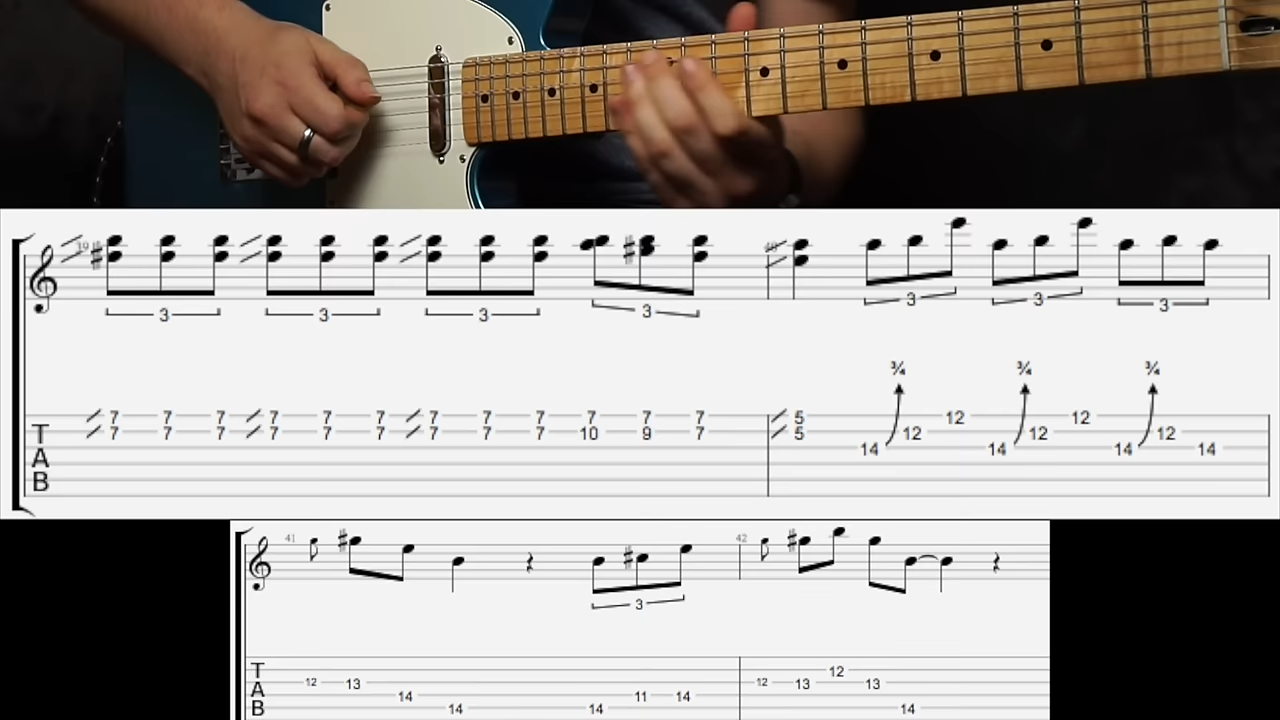 39 40
3 3 3 3 3 3 3
¾ ¾ ¾
7 7 7 7 7 7 7 7 7 7 7 7 5 12 12
T 7 7 7 7 7 7 7 7 7 10 9 7 5 12 12 12
A 14 14 14 14
B
41 42
3
T 12
A 12 13 12 13 13
14 11 14
B 14 14 14